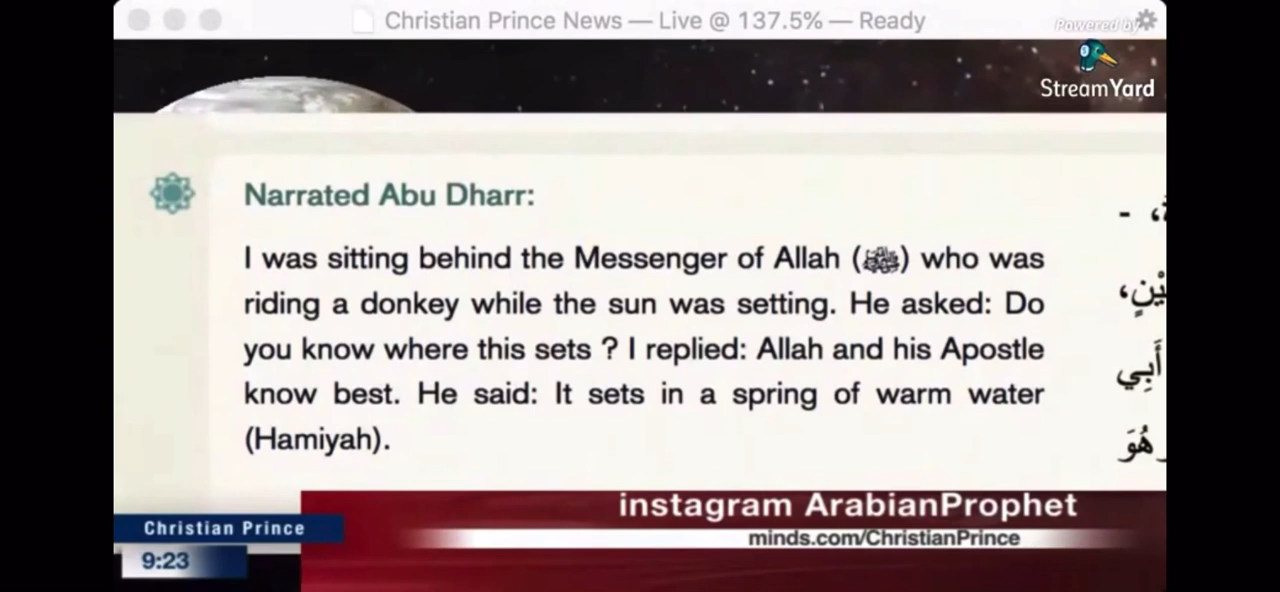 Christian Prince News — Live @ 137.5% — Ready
Powered by
StreamYard
Narrated Abu Dharr:
I was sitting behind the Messenger of Allah (ﷺ) who was
riding a donkey while the sun was setting. He asked: Do
you know where this sets ? I replied: Allah and his Apostle
know best. He said: It sets in a spring of warm water
(Hamiyah).
أَبِي
instagram ArabianProphet
minds.com/ChristianPrince
Christian Prince
9:23